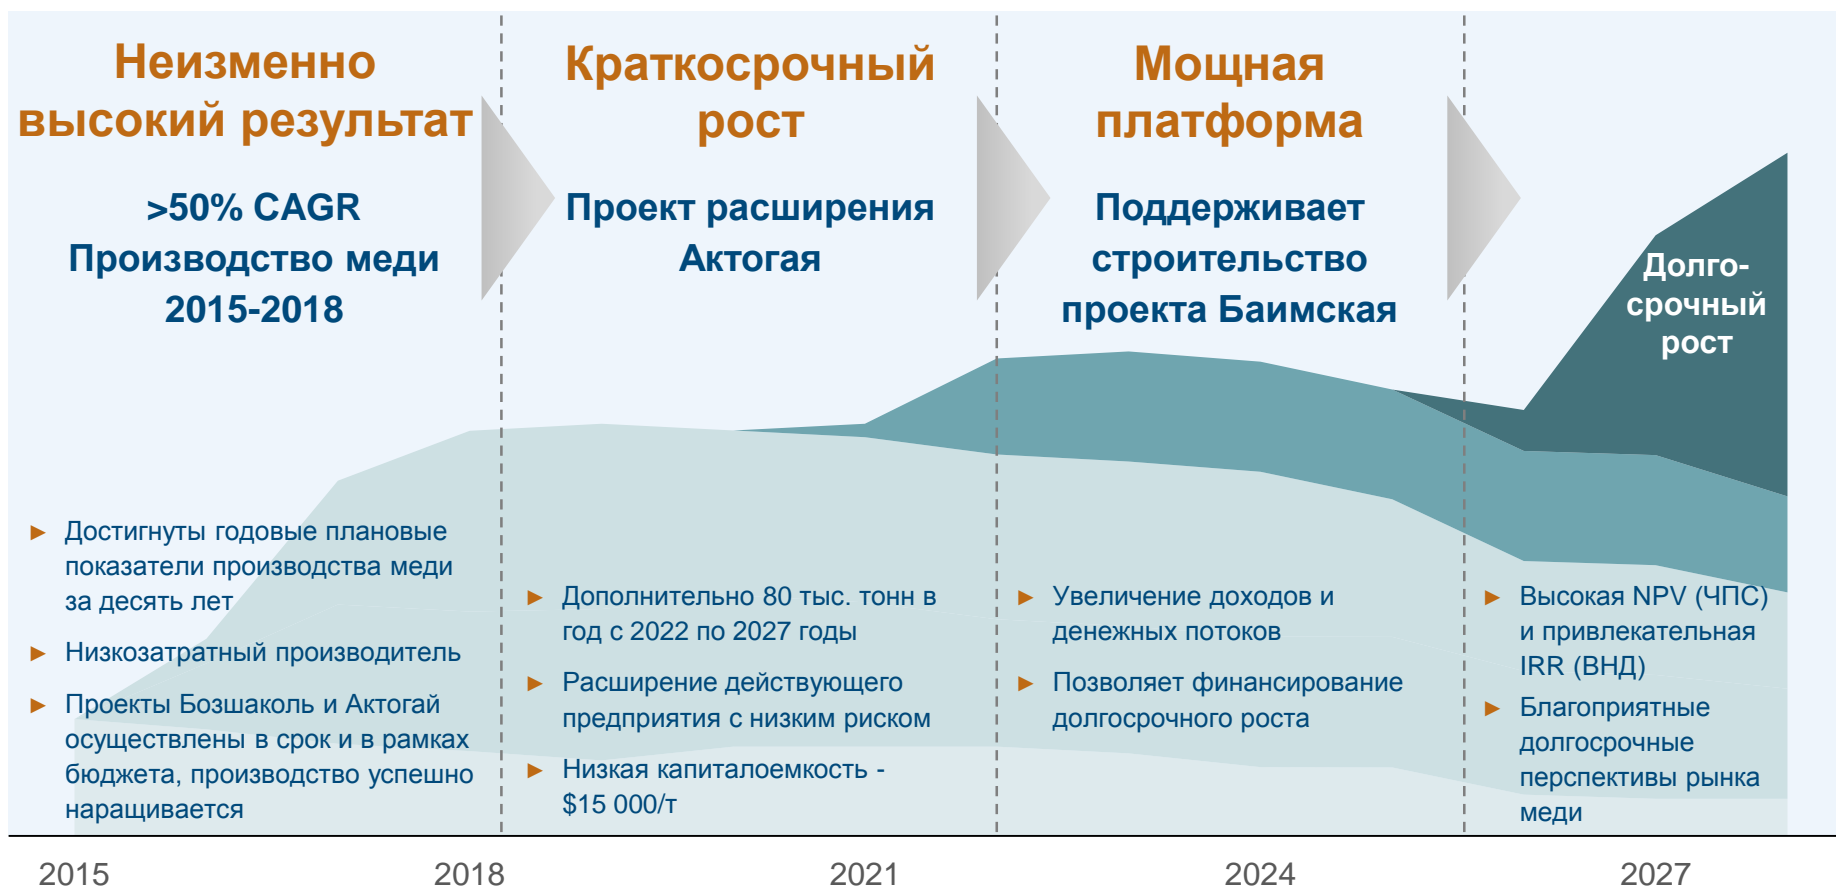 Неизменно
высокий результат
>50% CAGR
Производство меди
2015-2018
► Достигнуты годовые плановые
показатели производства меди
за десять лет
► Низкозатратный производитель
► Проекты Бозшаколь и Актогай
осуществлены в срок и в рамках
бюджета, производство успешно
наращивается
Краткосрочный
рост
Проект расширения
Актогая
► Дополнительно 80 тыс. тонн в
год с 2022 по 2027 годы
► Расширение действующего
предприятия с низким риском
► Низкая капиталоемкость -
$15 000/т
Мощная
платформа
Поддерживает
строительство
проекта Баимская
► Увеличение доходов и
денежных потоков
► Позволяет финансирование
долгосрочного роста
Долго-
срочный
рост
► Высокая NPV (ЧПС)
и привлекательная
IRR (ВНД)
► Благоприятные
долгосрочные
перспективы рынка
меди
2015
2018
2021
2024
2027